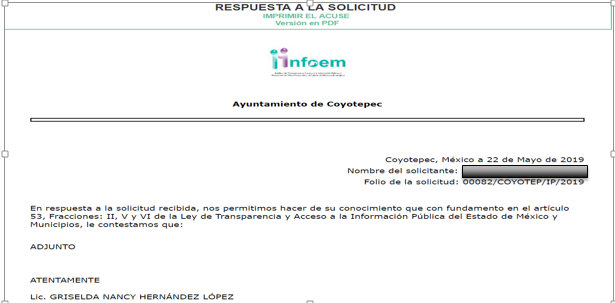 RESPUESTA A LA SOLICITUD
IMPRIMIR EL ACUSE
Versión en PDF
infoem
Ayuntamiento de Coyotepec
Coyotepec, México a 22 de Mayo de 2019
Nombre del solicitante:
Folio de la solicitud: 00082/COYOTEP/IP/2019
En respuesta a la solicitud recibida, nos permitimos hacer de su conocimiento que con fundamento en el artículo
53, Fracciones: II, V y VI de la Ley de Transparencia y Acceso a la Información Pública del Estado de México y
Municipios, le contestamos que:
ADJUNTO
ATENTAMENTE
Lic. GRISELDA NANCY HERNÁNDEZ LÓPEZ